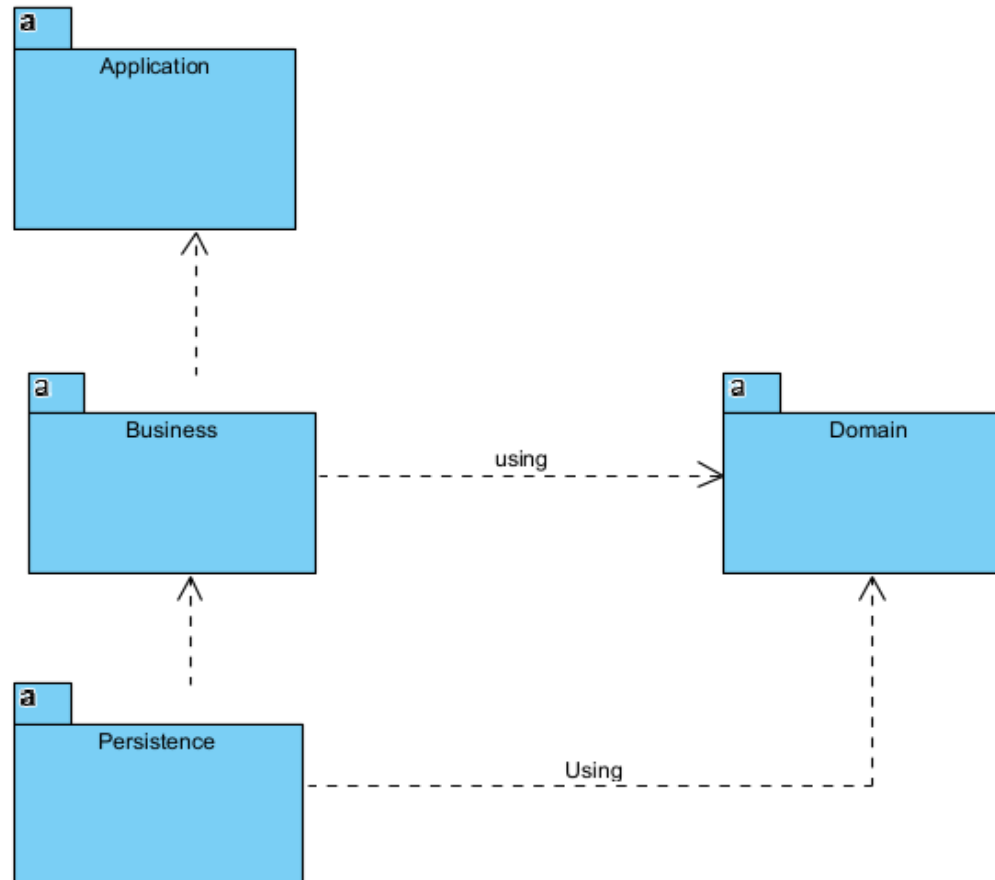 a
Application
a
Business
using
a
Domain
a
Persistence
Using